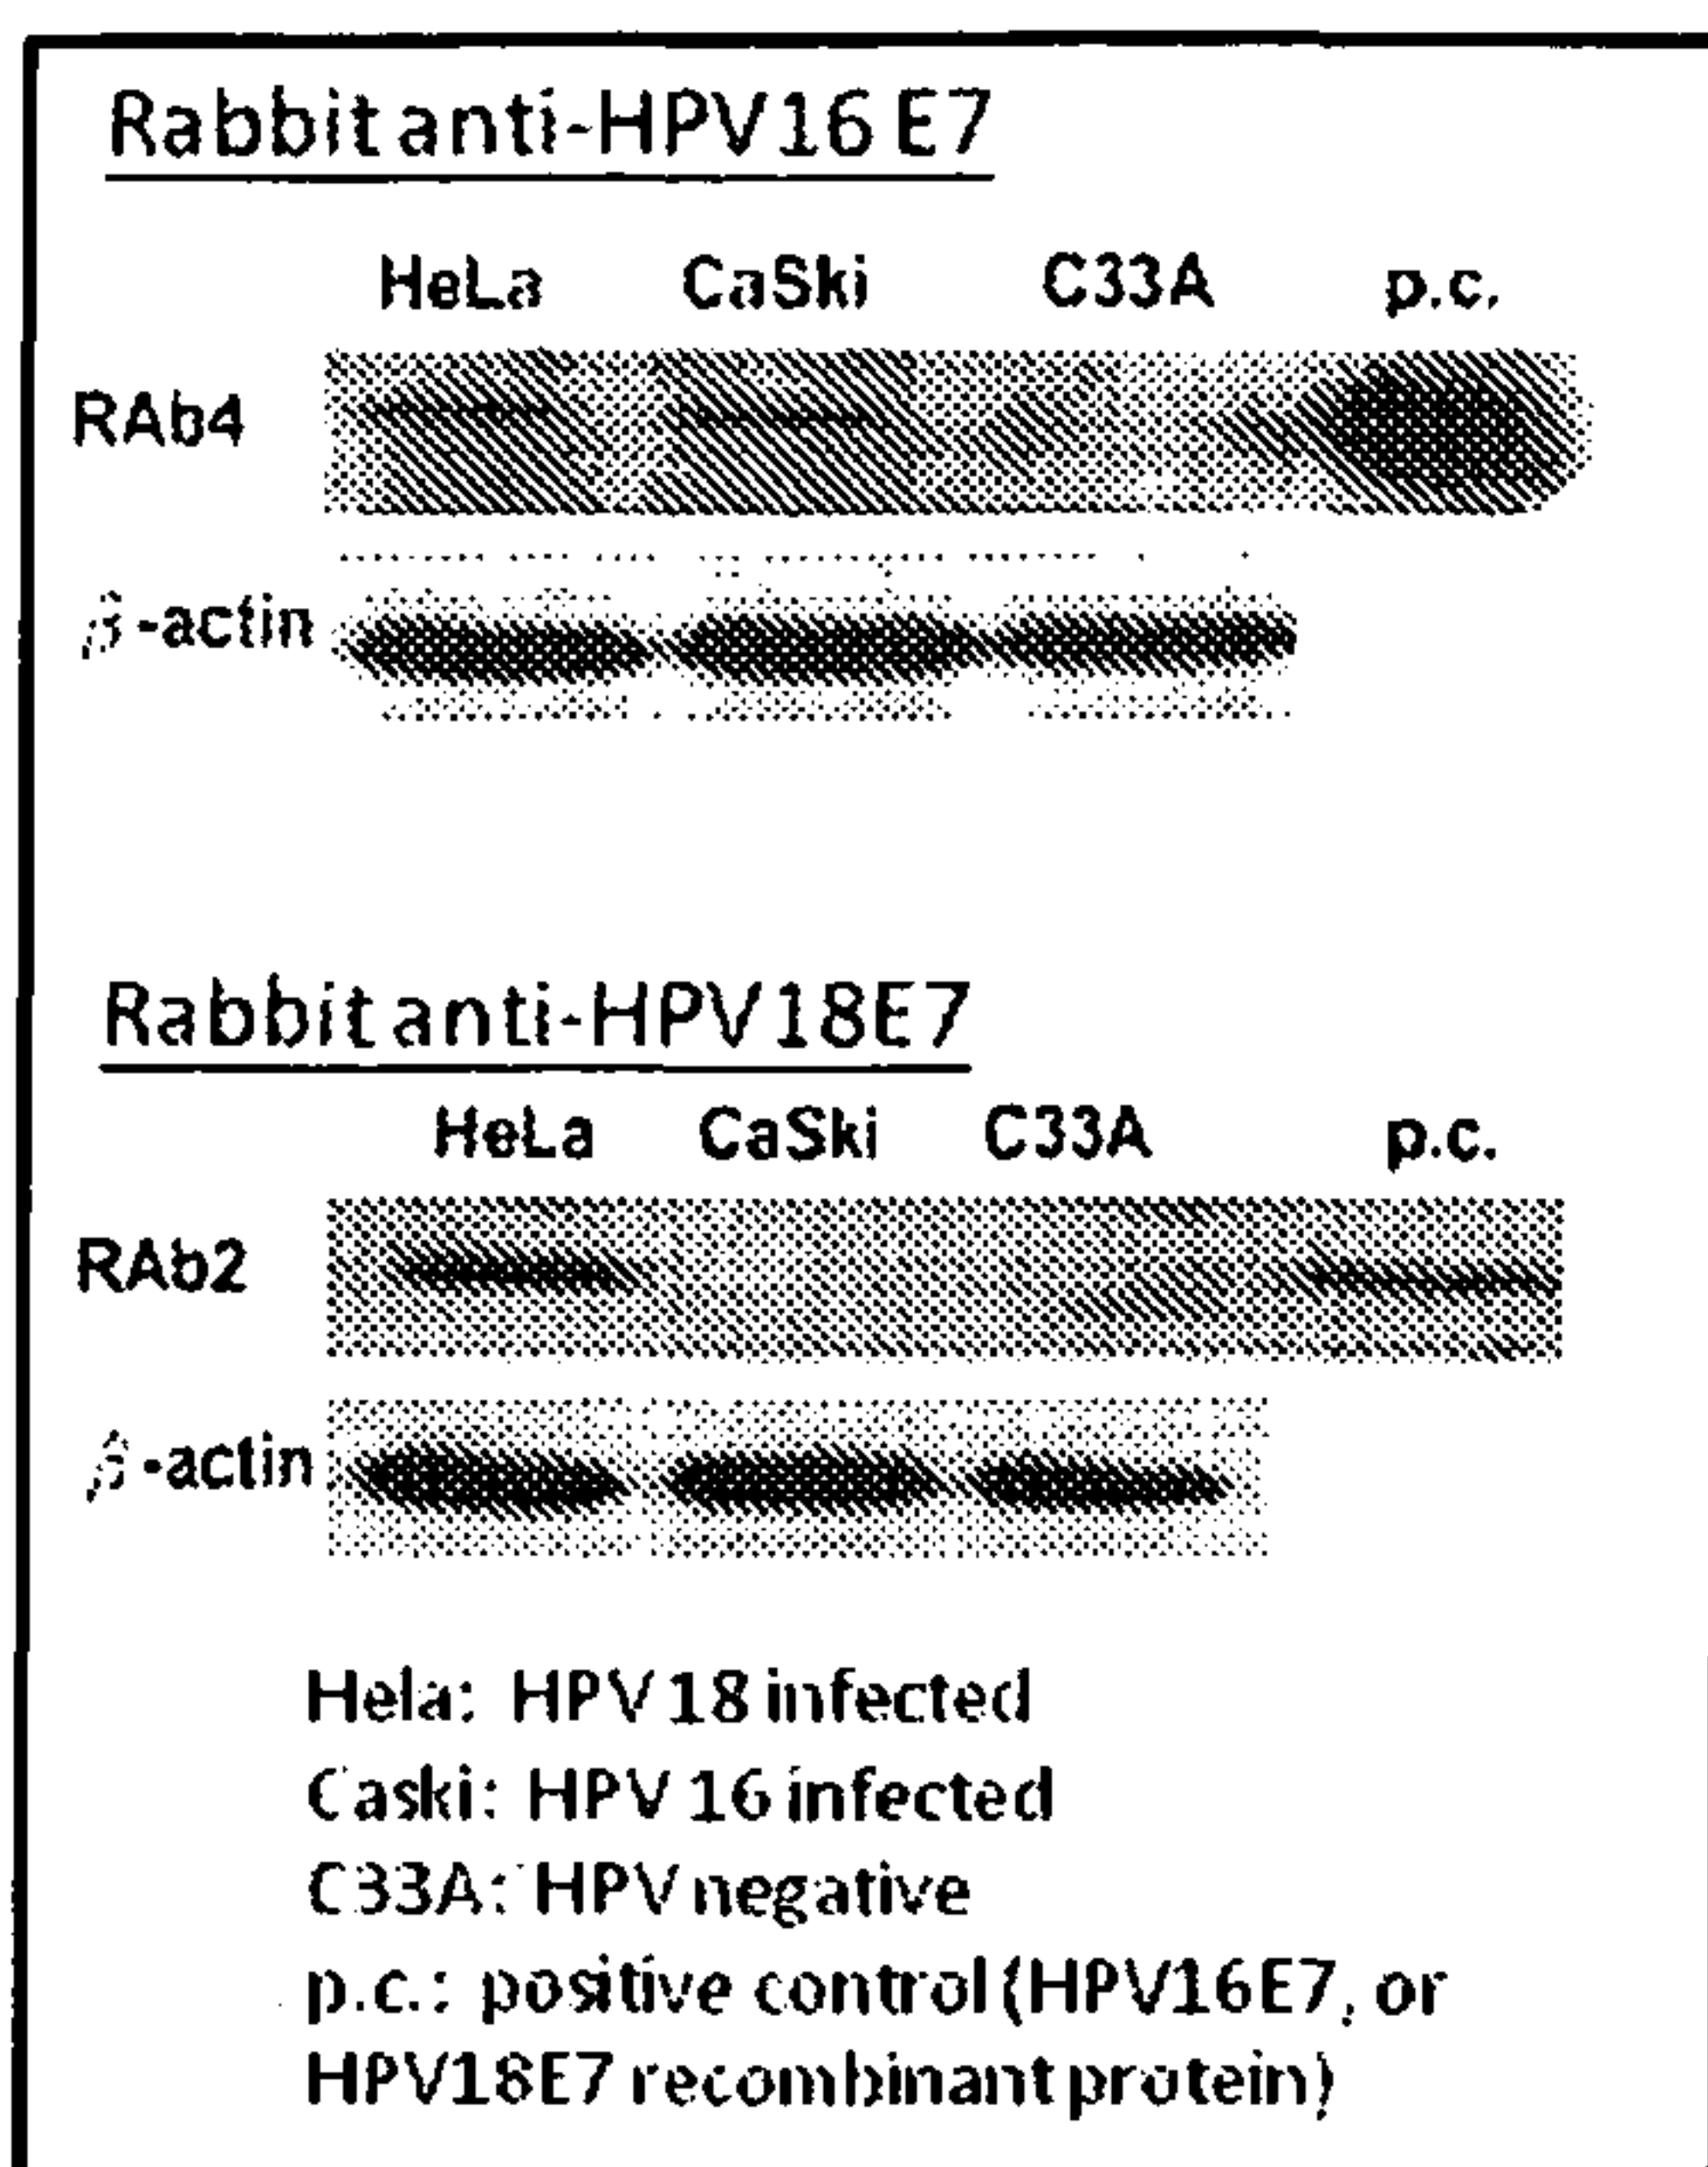 Rabbit anti-HPV16 E7
HeLa CaSki C33A p.c.
RAb4
β-actin
Rabbit anti-HPV18E7
HeLa CaSki C33A p.c.
RAb2
β-actin
Hela: HPV 18 infected
Caski: HPV 16 infected
C33A: HPV negative
p.c.: positive control (HPV16E7, or
HPV18E7 recombinant protein)